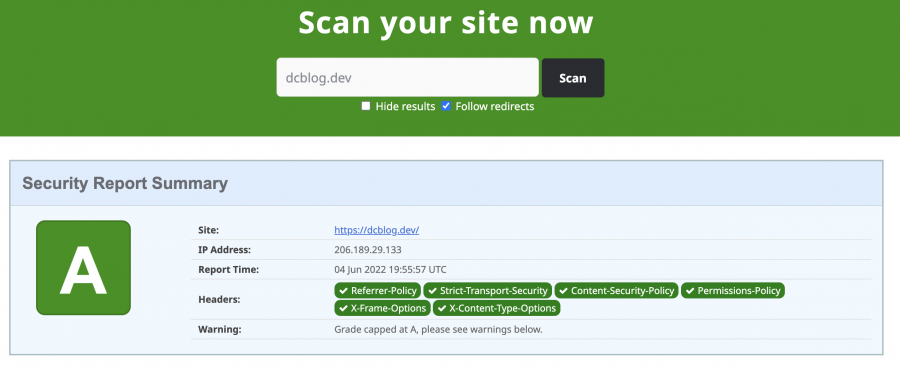 Scan your site now
dcblog.dev
Scan
Hide results Follow redirects
Security Report Summary
A
Site: https://dcblog.dev/
IP Address: 206.189.29.133
Report Time: 04 Jun 2022 19:55:57 UTC
Headers: Referrer-Policy Strict-Transport-Security Content-Security-Policy Permissions-Policy
X-Frame-Options X-Content-Type-Options
Warning: Grade capped at A, please see warnings below.